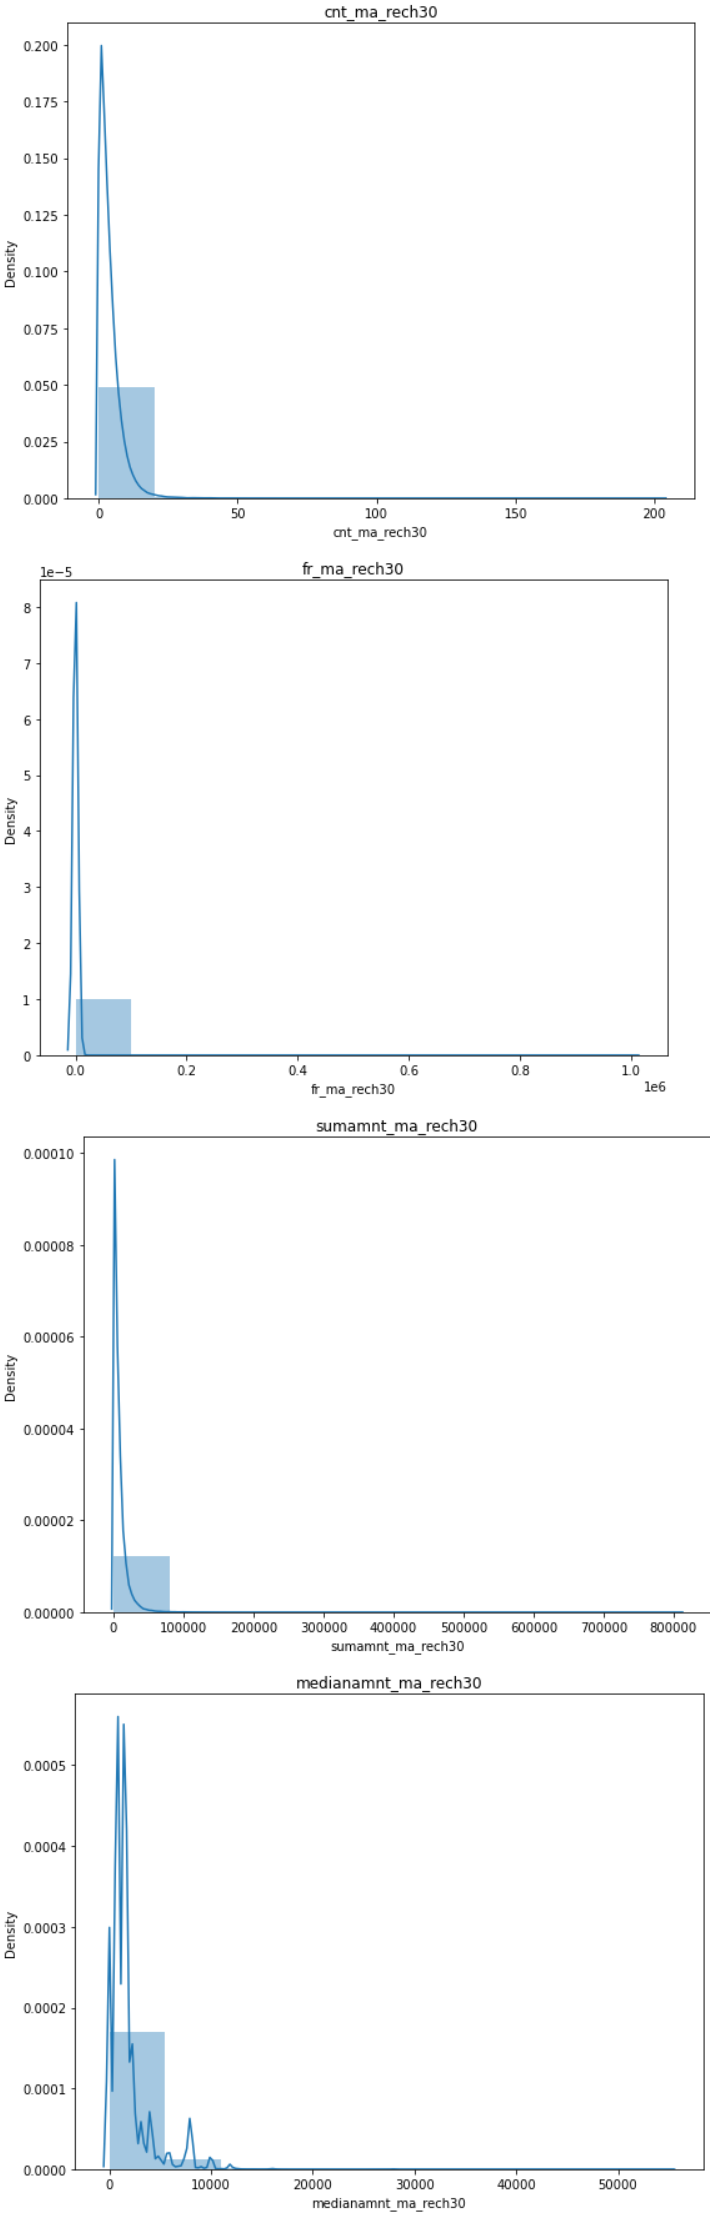 cnt_ma_rech30
0.200
0.175
0.150
0.125
0.100
0.075
0.050
0.025
0.000
Density
0 50 100 150 200
cnt_ma_rech30
1e−5 fr_ma_rech30
8
7
6
5
4
3
2
1
0
Density
0.0 0.2 0.4 0.6 0.8 1.0
fr_ma_rech30 1e6
sumamnt_ma_rech30
0.00010
0.00008
0.00006
0.00004
0.00002
0.00000
Density
0 100000 200000 300000 400000 500000 600000 700000 800000
sumamnt_ma_rech30
medianamnt_ma_rech30
0.0005
0.0004
0.0003
0.0002
0.0001
0.0000
Density
0 10000 20000 30000 40000 50000
medianamnt_ma_rech30